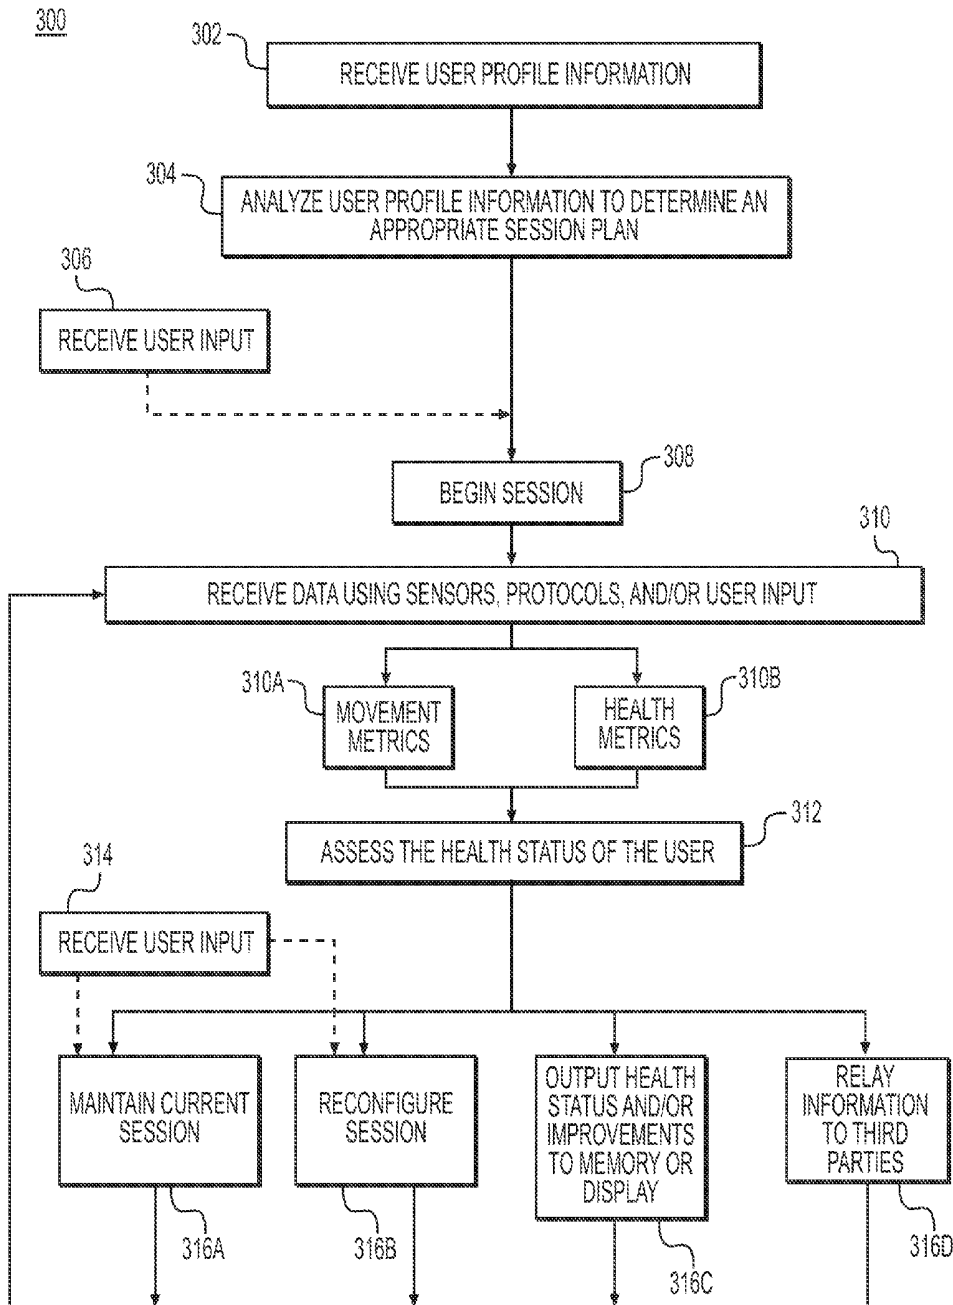 300
302
RECEIVE USER PROFILE INFORMATION
304
ANALYZE USER PROFILE INFORMATION TO DETERMINE AN
APPROPRIATE SESSION PLAN
306
RECEIVE USER INPUT
308
BEGIN SESSION
310
RECEIVE DATA USING SENSORS, PROTOCOLS, AND/OR USER INPUT
310A
MOVEMENT
METRICS
310B
HEALTH
METRICS
312
ASSESS THE HEALTH STATUS OF THE USER
314
RECEIVE USER INPUT
MAINTAIN CURRENT
SESSION
316A
RECONFIGURE
SESSION
316B
OUTPUT HEALTH
STATUS AND/OR
IMPROVEMENTS
TO MEMORY OR
DISPLAY
316C
RELAY
INFORMATION
TO THIRD
PARTIES
316D